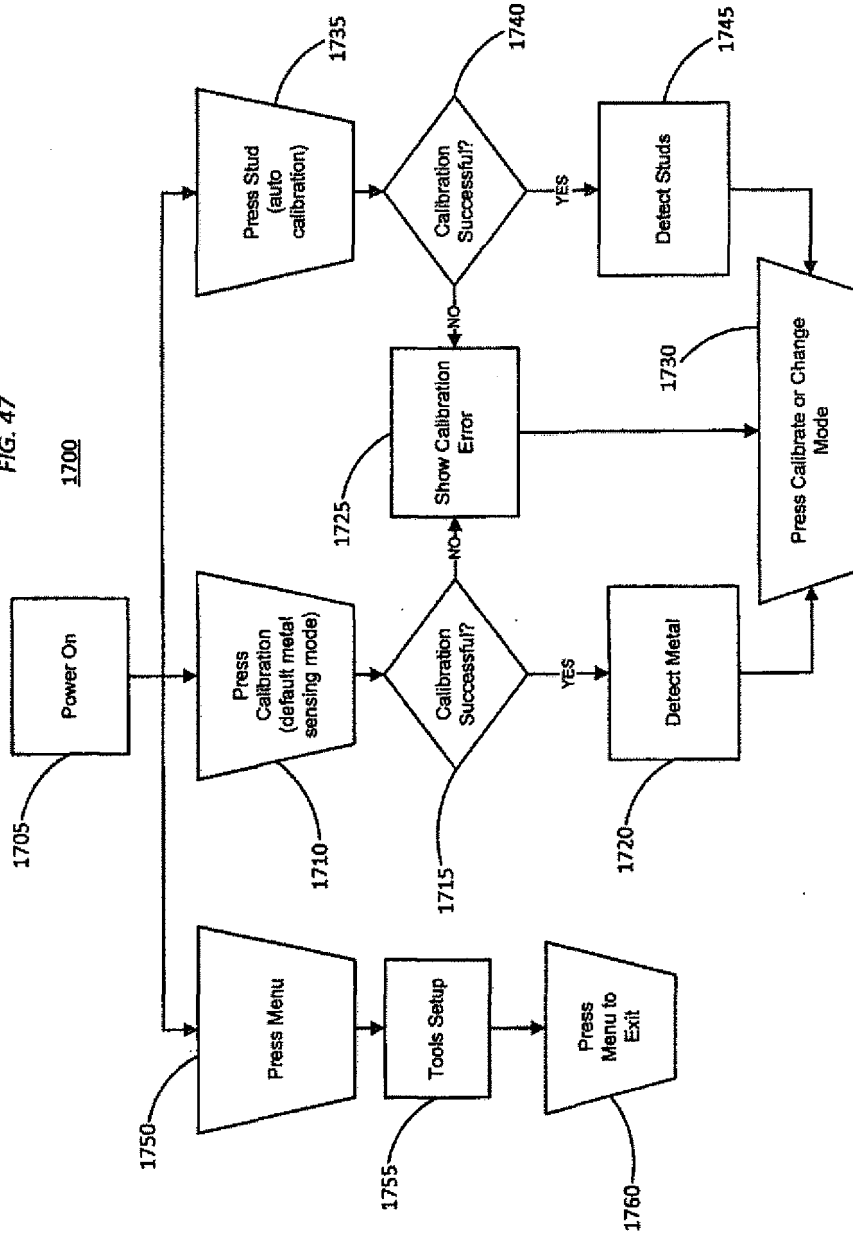 FIG. 47
1700
Power On
1705
Press Menu
1750
Tools Setup
1755
Press
Menu to
Exit
1760
Press
Calibration
(default metal
sensing mode)
1710
Calibration
Successful?
1715
NO
YES
Detect Metal
1720
Show Calibration
Error
1725
Press Stud
(auto
calibration)
1735
Calibration
Successful?
1740
NO
YES
Detect Studs
1745
Press Calibrate or Change
Mode
1730